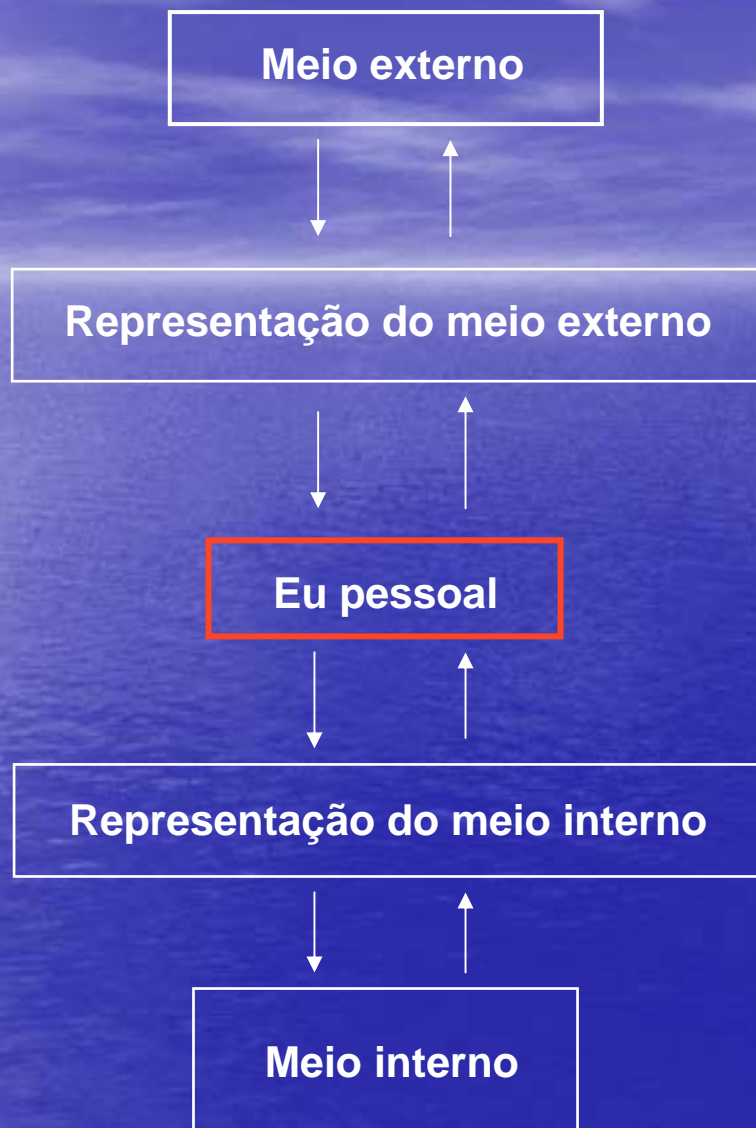 Meio externo
Representação do meio externo
Eu pessoal
Representação do meio interno
Meio interno